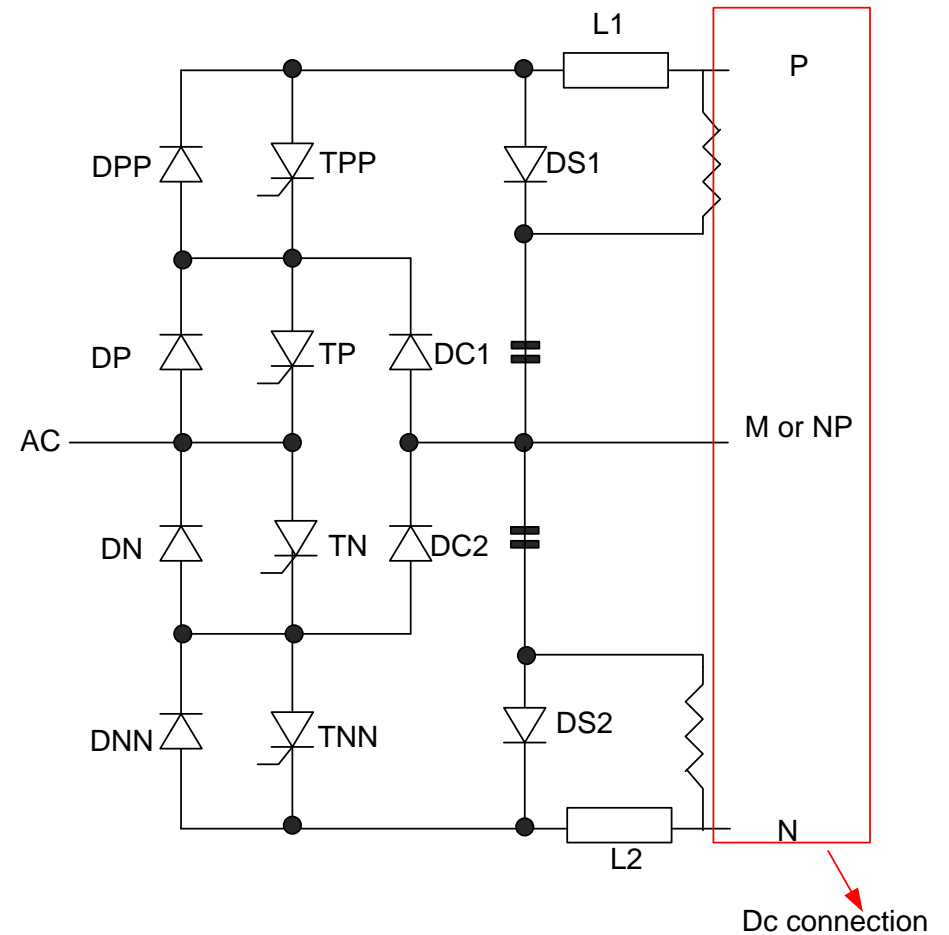 L1
P
DPP
TPP
DS1
DP
TP
DC1
AC
M or NP
DN
TN
DC2
DNN
TNN
DS2
N
L2
Dc connection